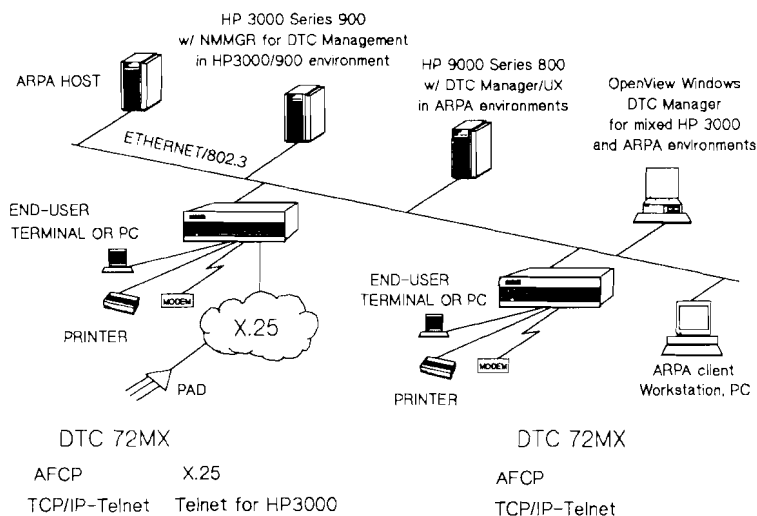 HP 3000 Series 900
w/ NMMGR for DTC Management
in HP3000/900 environment
ARPA HOST
HP 9000 Series 800
w/ DTC Manager/UX
in ARPA environments
OpenView Windows
DTC Manager
for mixed HP 3000
and ARPA environments
ETHERNET/802.3
END-USER
TERMINAL OR PC
MODEM
PRINTER
X.25
PAD
END-USER
TERMINAL OR PC
MODEM
PRINTER
ARPA client
Workstation, PC
DTC 72MX
AFCP X.25
TCP/IP-Telnet Telnet for HP3000
DTC 72MX
AFCP
TCP/IP-Telnet